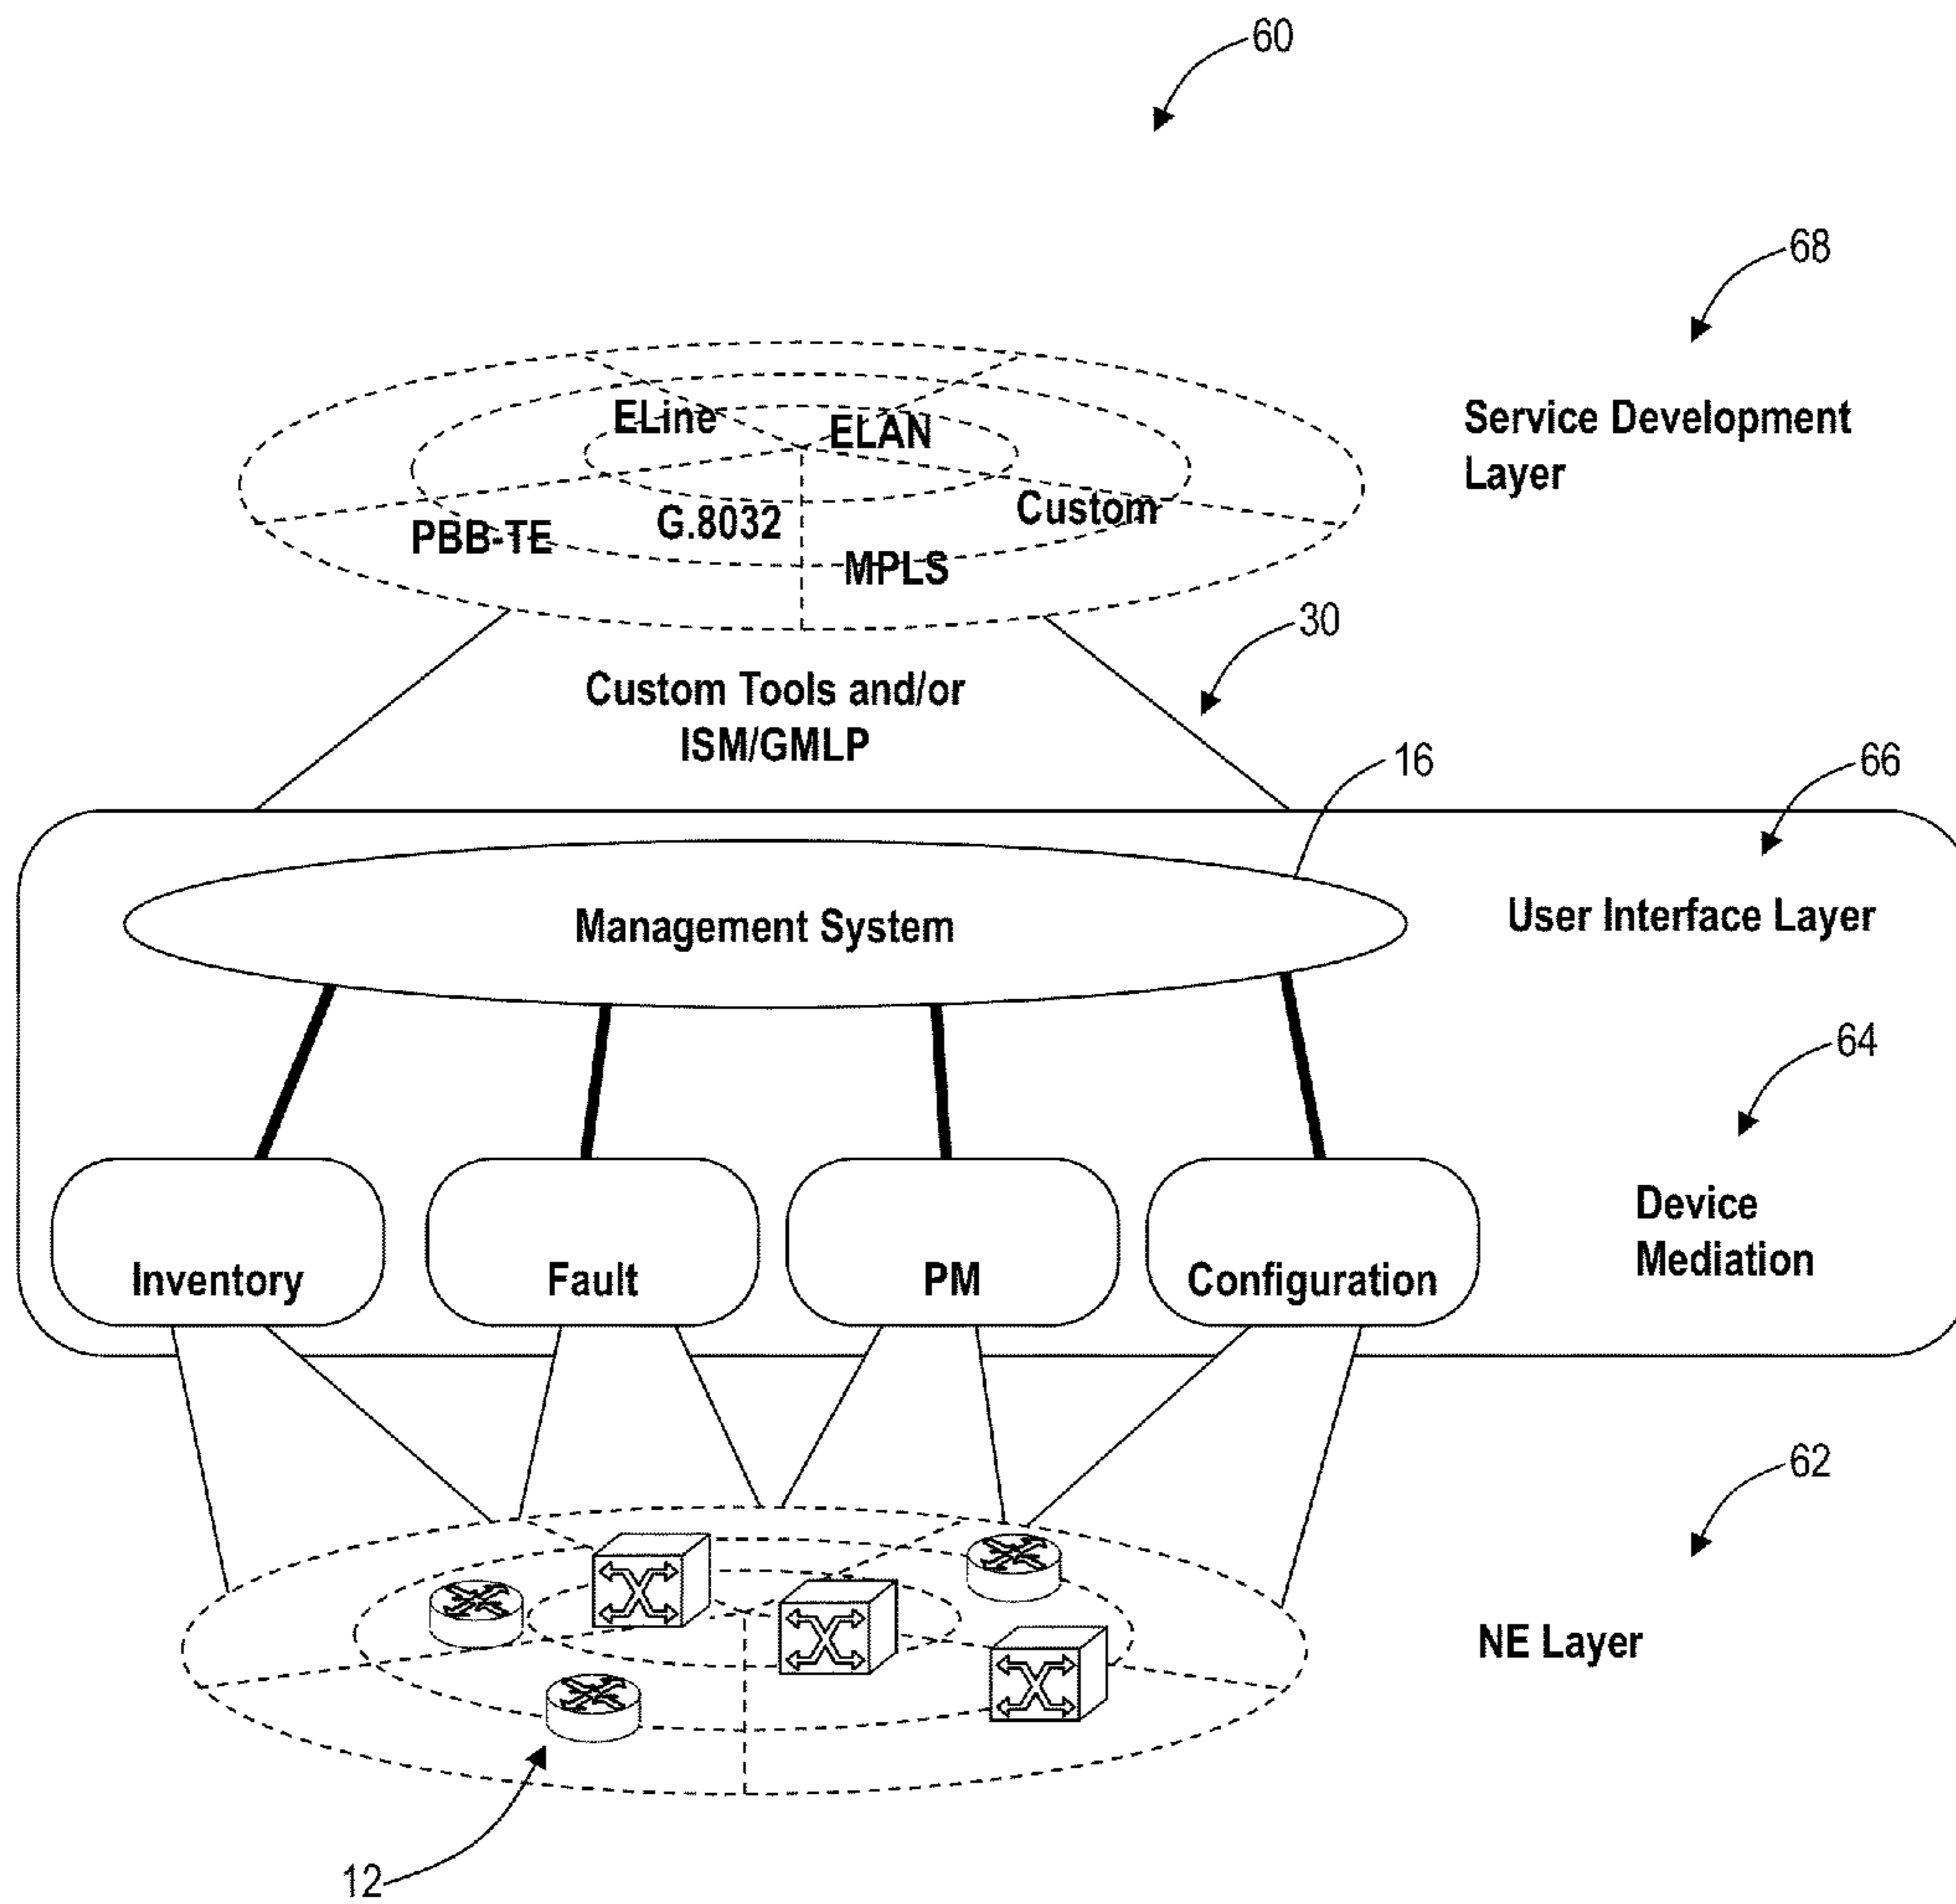 60
68
Service Development
Layer
ELine
ELAN
Custom
G.8032
PBB-TE
MPLS
30
Custom Tools and/or
ISM/GMLP
16
66
Management System
User Interface Layer
64
Device
Mediation
Inventory
Fault
PM
Configuration
62
NE Layer
12